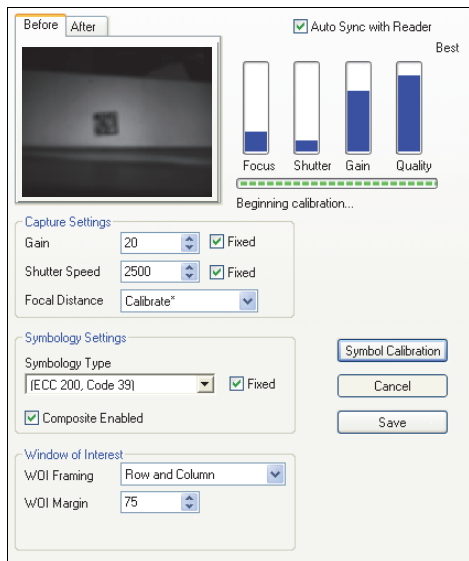 Before After
Auto Sync with Reader
Best
Focus Shutter Gain Quality
Beginning calibration...
Capture Settings
Gain 20 Fixed
Shutter Speed 2500 Fixed
Focal Distance Calibrate*
Symbology Settings
Symbology Type
(ECC 200, Code 39) Fixed
Composite Enabled
Symbol Calibration
Cancel
Save
Window of Interest
WOI Framing Row and Column
WOI Margin 75